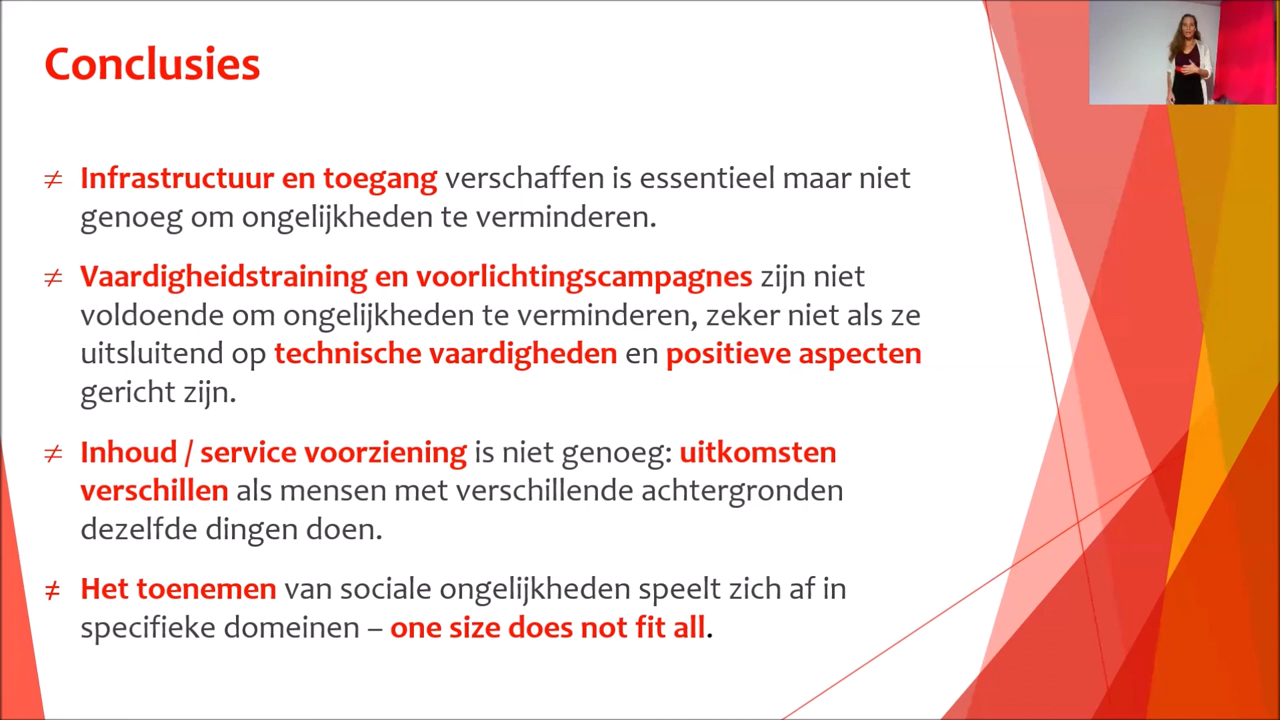 Conclusies
≠ Infrastructuur en toegang verschaffen is essentieel maar niet
genoeg om ongelijkheden te verminderen.
≠ Vaardigheidstraining en voorlichtingscampagnes zijn niet
voldoende om ongelijkheden te verminderen, zeker niet als ze
uitsluitend op technische vaardigheden en positieve aspecten
gericht zijn.
≠ Inhoud / service voorziening is niet genoeg: uitkomsten
verschillen als mensen met verschillende achtergronden
dezelfde dingen doen.
≠ Het toenemen van sociale ongelijkheden speelt zich af in
specifieke domeinen – one size does not fit all.